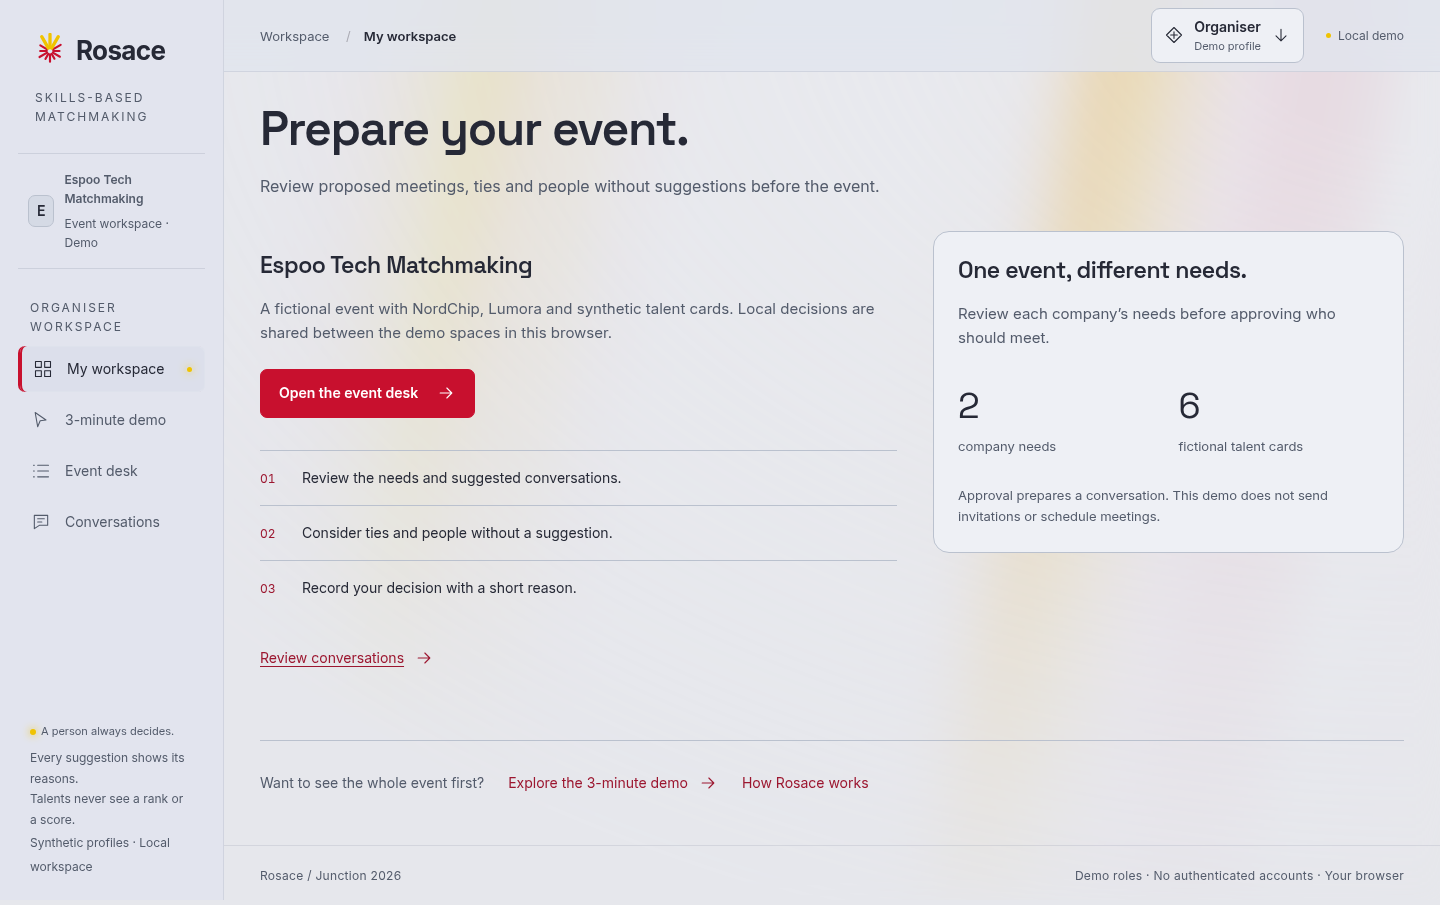 Rosace
SKILLS-BASED
MATCHMAKING
E
Espoo Tech
Matchmaking
Event workspace ·
Demo
ORGANISER
WORKSPACE
My workspace
3-minute demo
Event desk
Conversations
A person always decides.
Every suggestion shows its
reasons.
Talents never see a rank or
a score.
Synthetic profiles · Local
workspace
Workspace / My workspace
Organiser
Demo profile
Local demo
Prepare your event.
Review proposed meetings, ties and people without suggestions before the event.
Espoo Tech Matchmaking
A fictional event with NordChip, Lumora and synthetic talent cards. Local decisions are
shared between the demo spaces in this browser.
Open the event desk
01 Review the needs and suggested conversations.
02 Consider ties and people without a suggestion.
03 Record your decision with a short reason.
Review conversations
One event, different needs.
Review each company’s needs before approving who
should meet.
2 6
company needs fictional talent cards
Approval prepares a conversation. This demo does not send
invitations or schedule meetings.
Want to see the whole event first? Explore the 3-minute demo How Rosace works
Rosace / Junction 2026
Demo roles · No authenticated accounts · Your browser